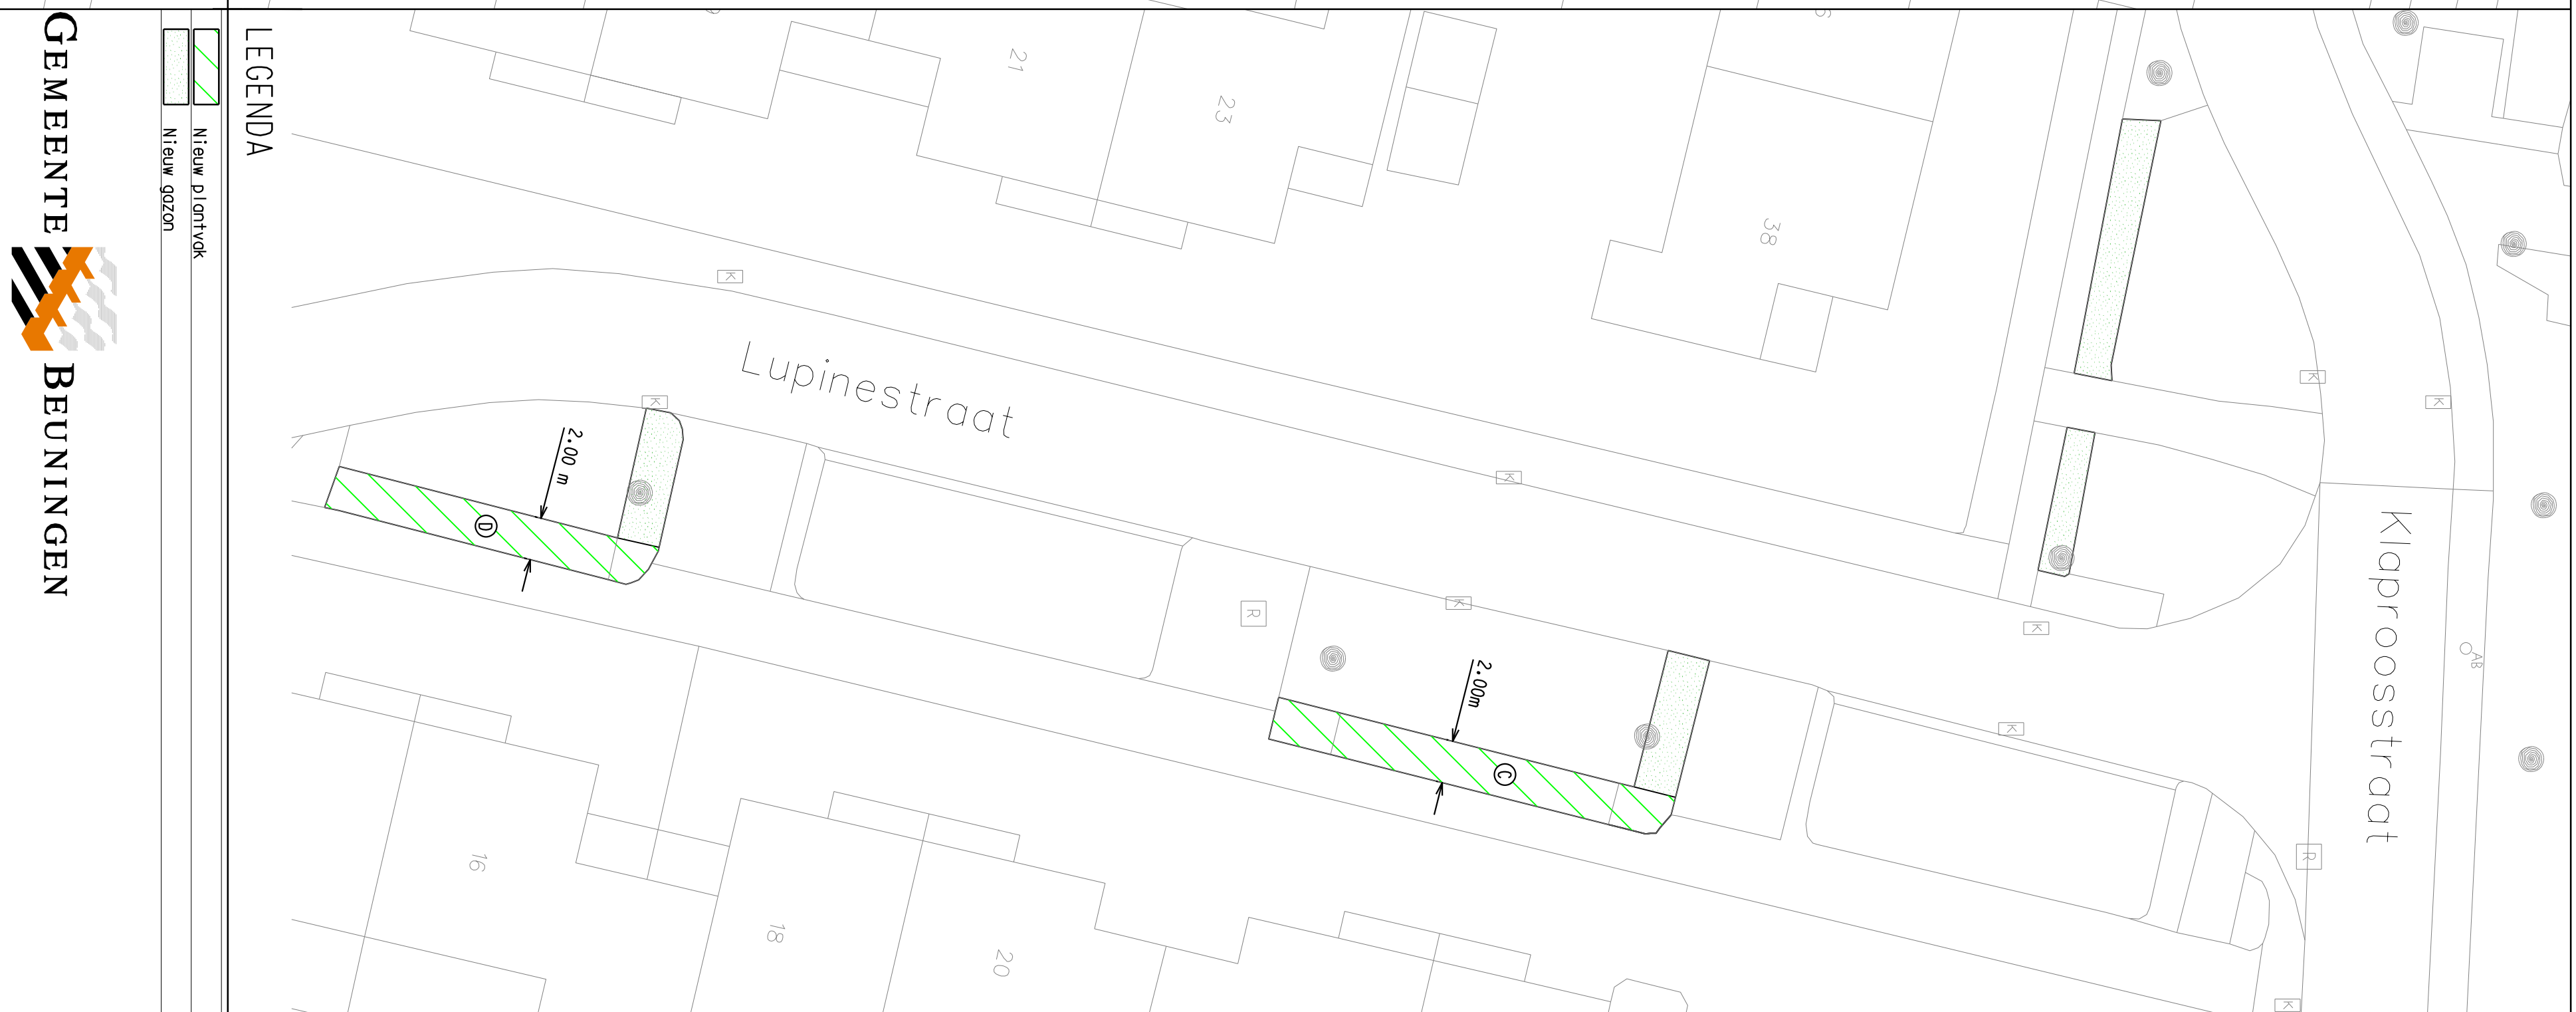 GEMEENTE BEUNINGEN
LEGENDA
Nieuw plantvak
Nieuw gazon
21
23
38
Lupinestraat
Klaproosstraat
2.00 m
D
2.00m
C
16
18
20
K
K
K
K
K
K
K
K
K
R
R
AB